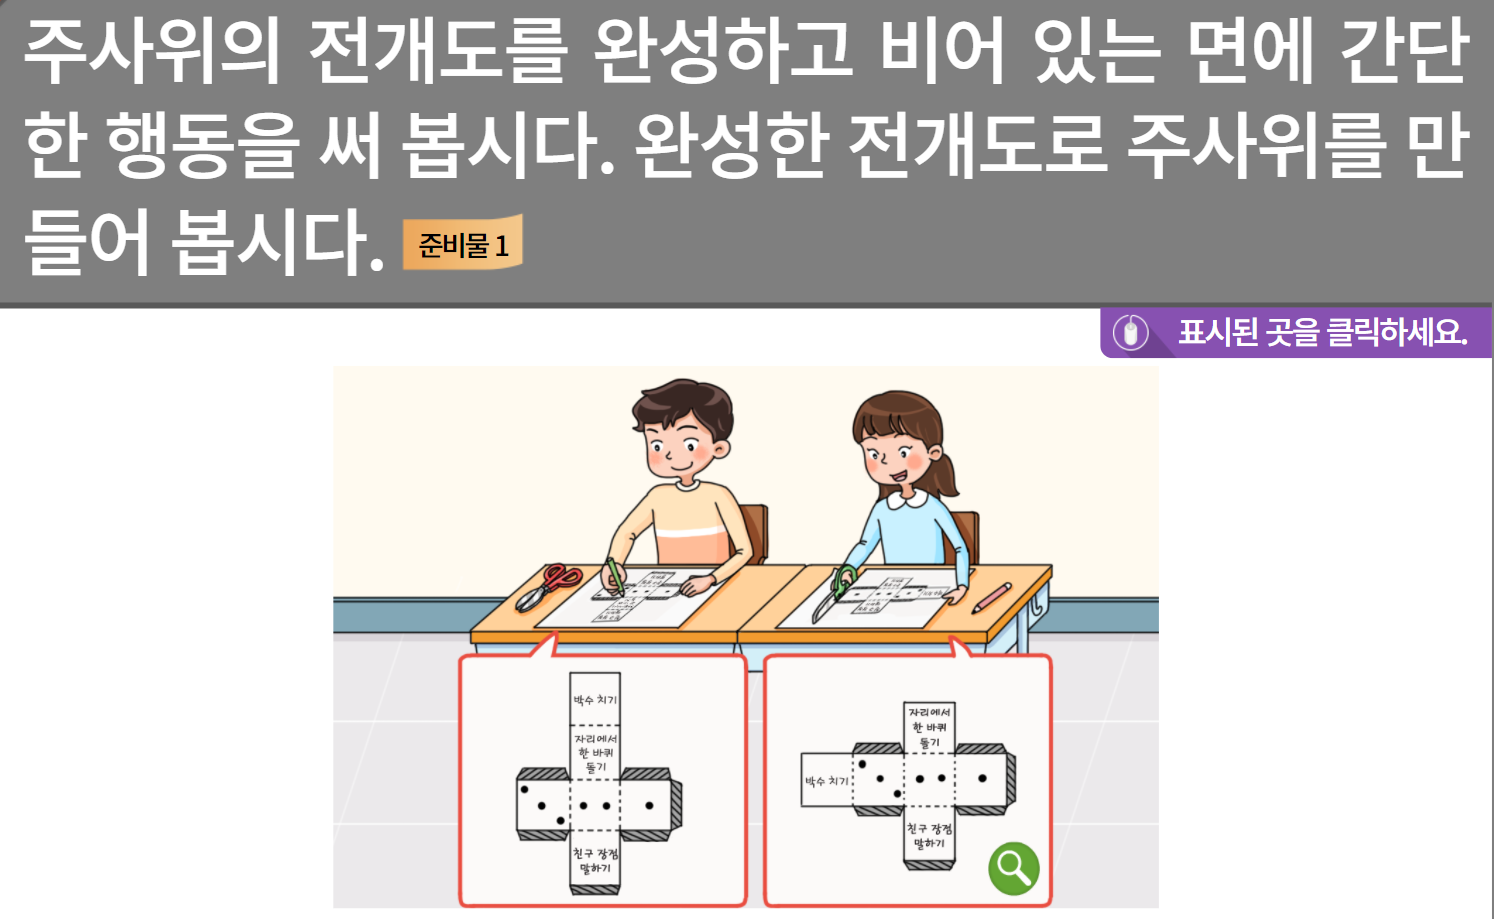 주사위의 전개도를 완성하고 비어 있는 면에 간단
한 행동을 써 봅시다. 완성한 전개도로 주사위를 만
들어 봅시다. 준비물 1
표시된 곳을 클릭하세요.
박수 치기
자리에서
한 바퀴
돌기
친구 장점
말하기
자리에서
한 바퀴
돌기
박수 치기
친구 장점
말하기